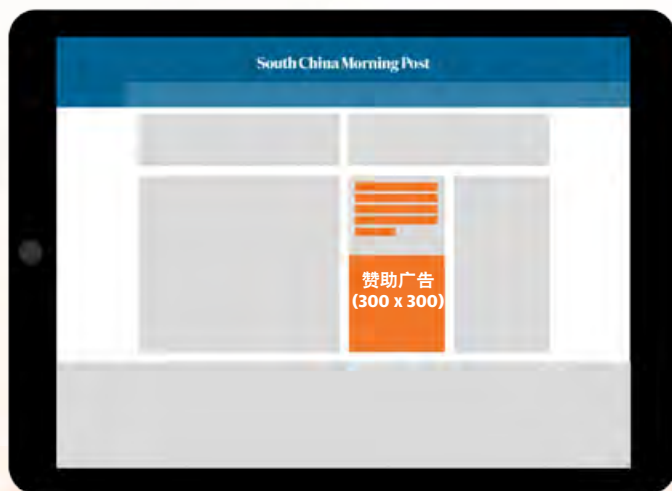 South China Morning Post
赞助广告
(300 x 300)